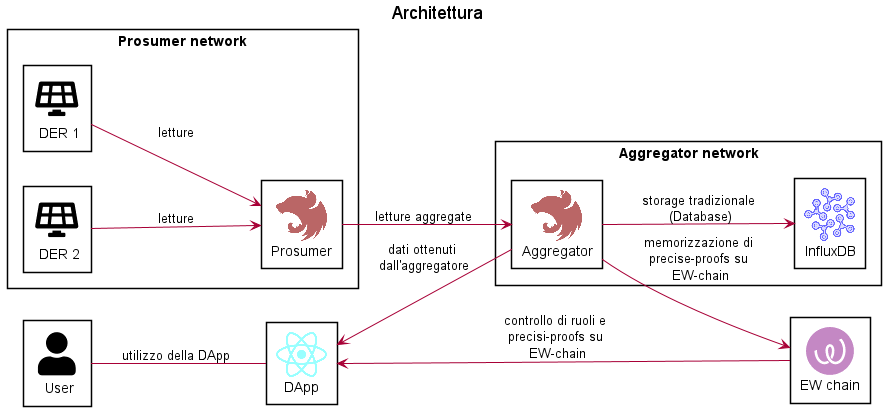 Architettura
Prosumer network
DER 1
letture
DER 2
letture
Prosumer
letture aggregate
Aggregator network
Aggregator
storage tradizionale
(Database)
InfluxDB
dati ottenuti
dall'aggregatore
memorizzazione di
precise-proofs su
EW-chain
User
utilizzo della DApp
DApp
controllo di ruoli e
precisi-proofs su
EW-chain
EW chain